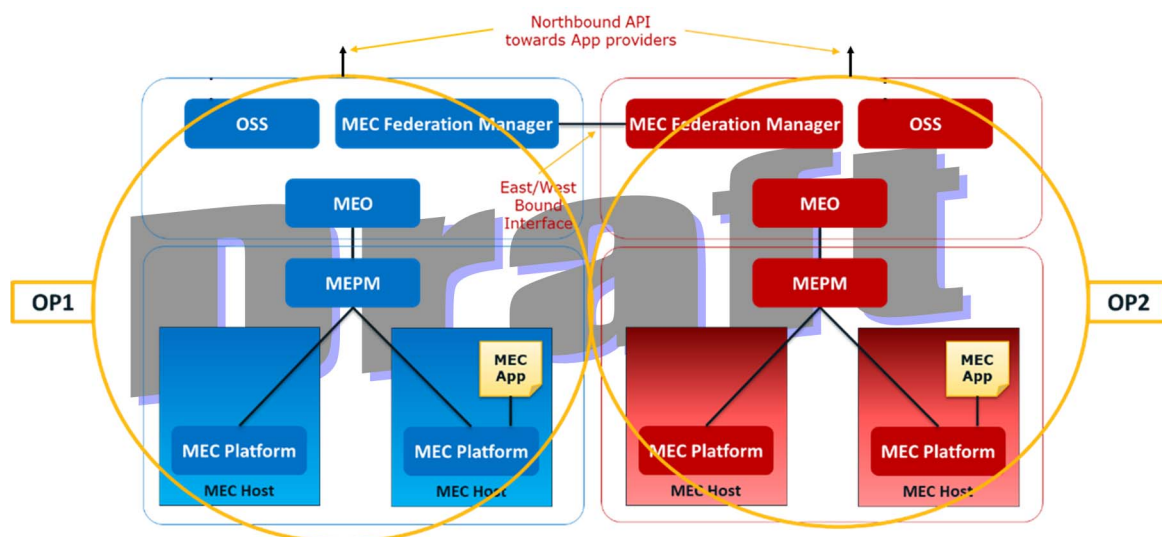 Northbound API
towards App providers
OSS
MEC Federation Manager
MEC Federation Manager
OSS
East/West
Bound
Interface
MEO
MEO
MEPM
MEPM
OP1
OP2
MEC
App
MEC
App
MEC Platform
MEC Platform
MEC Platform
MEC Platform
MEC Host
MEC Host
MEC Host
MEC Host
Draft